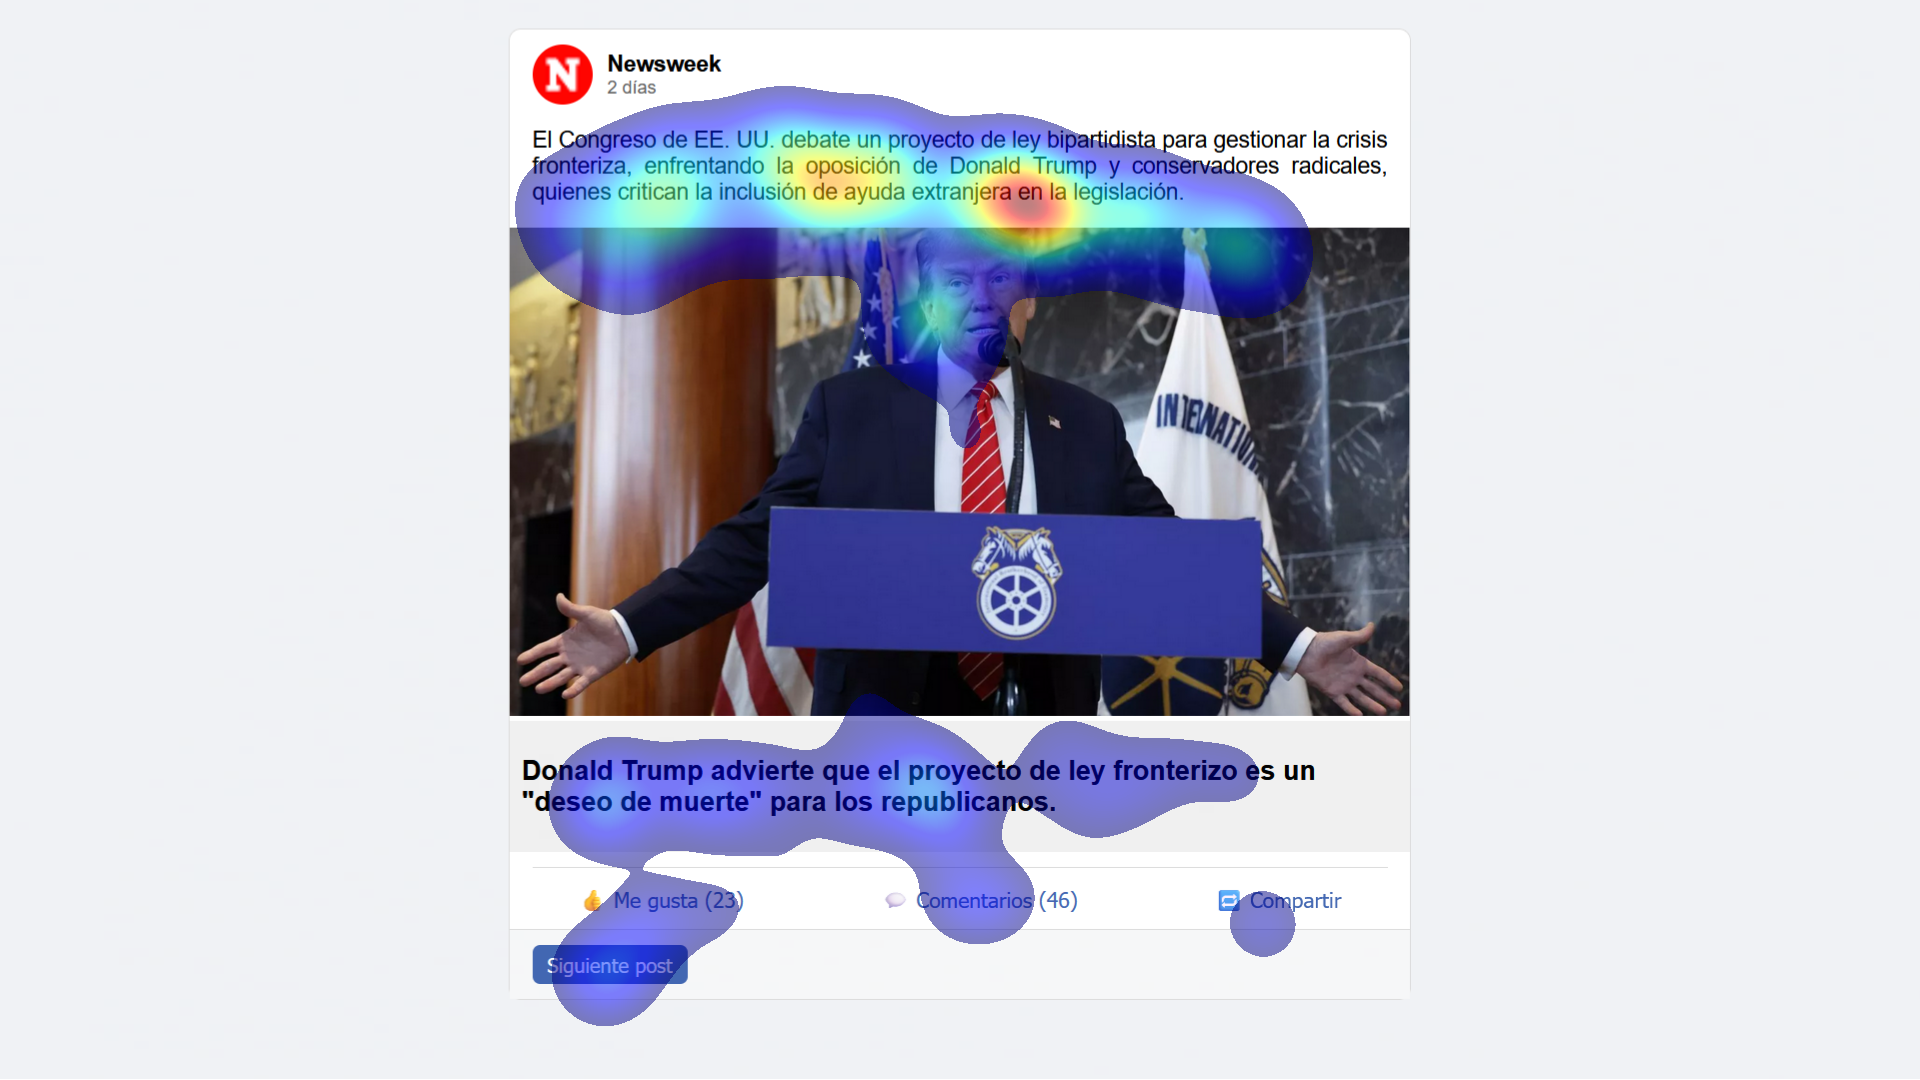 N
Newsweek
2 días
El Congreso de EE. UU. debate un proyecto de ley bipartidista para gestionar la crisis
fronteriza, enfrentando la oposición de Donald Trump y conservadores radicales,
quienes critican la inclusión de ayuda extranjera en la legislación.
INTERNATION
Donald Trump advierte que el proyecto de ley fronterizo es un
"deseo de muerte" para los republicanos.
Me gusta (23)
Comentarios (46)
Compartir
Siguiente post